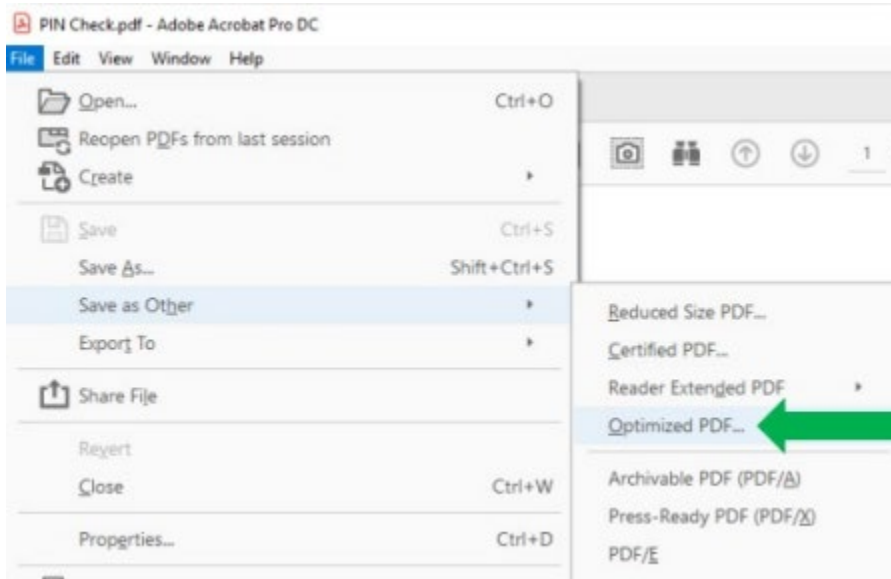 PIN Check.pdf - Adobe Acrobat Pro DC
File Edit View Window Help
Open... Ctrl+O
Reopen PDFs from last session
Create
Save Ctrl+S
Save As... Shift+Ctrl+S
Save as Other
Export To
Share File
Revert
Close Ctrl+W
Properties... Ctrl+D
1
Reduced Size PDF...
Certified PDF...
Reader Extended PDF
Optimized PDF...
Archivable PDF (PDF/A)
Press-Ready PDF (PDF/X)
PDF/E